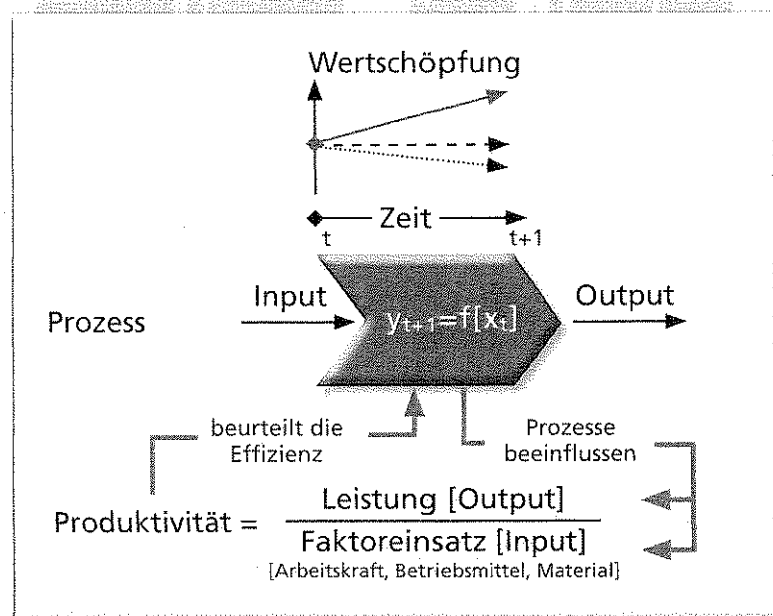 Wertschöpfung
Zeit
t t+1
Prozess Input yt+1=f[xt] Output
beurteilt die
Effizienz
Prozesse
beeinflussen
Produktivität = Leistung [Output]
Faktoreinsatz [Input]
[Arbeitskraft, Betriebsmittel, Material]